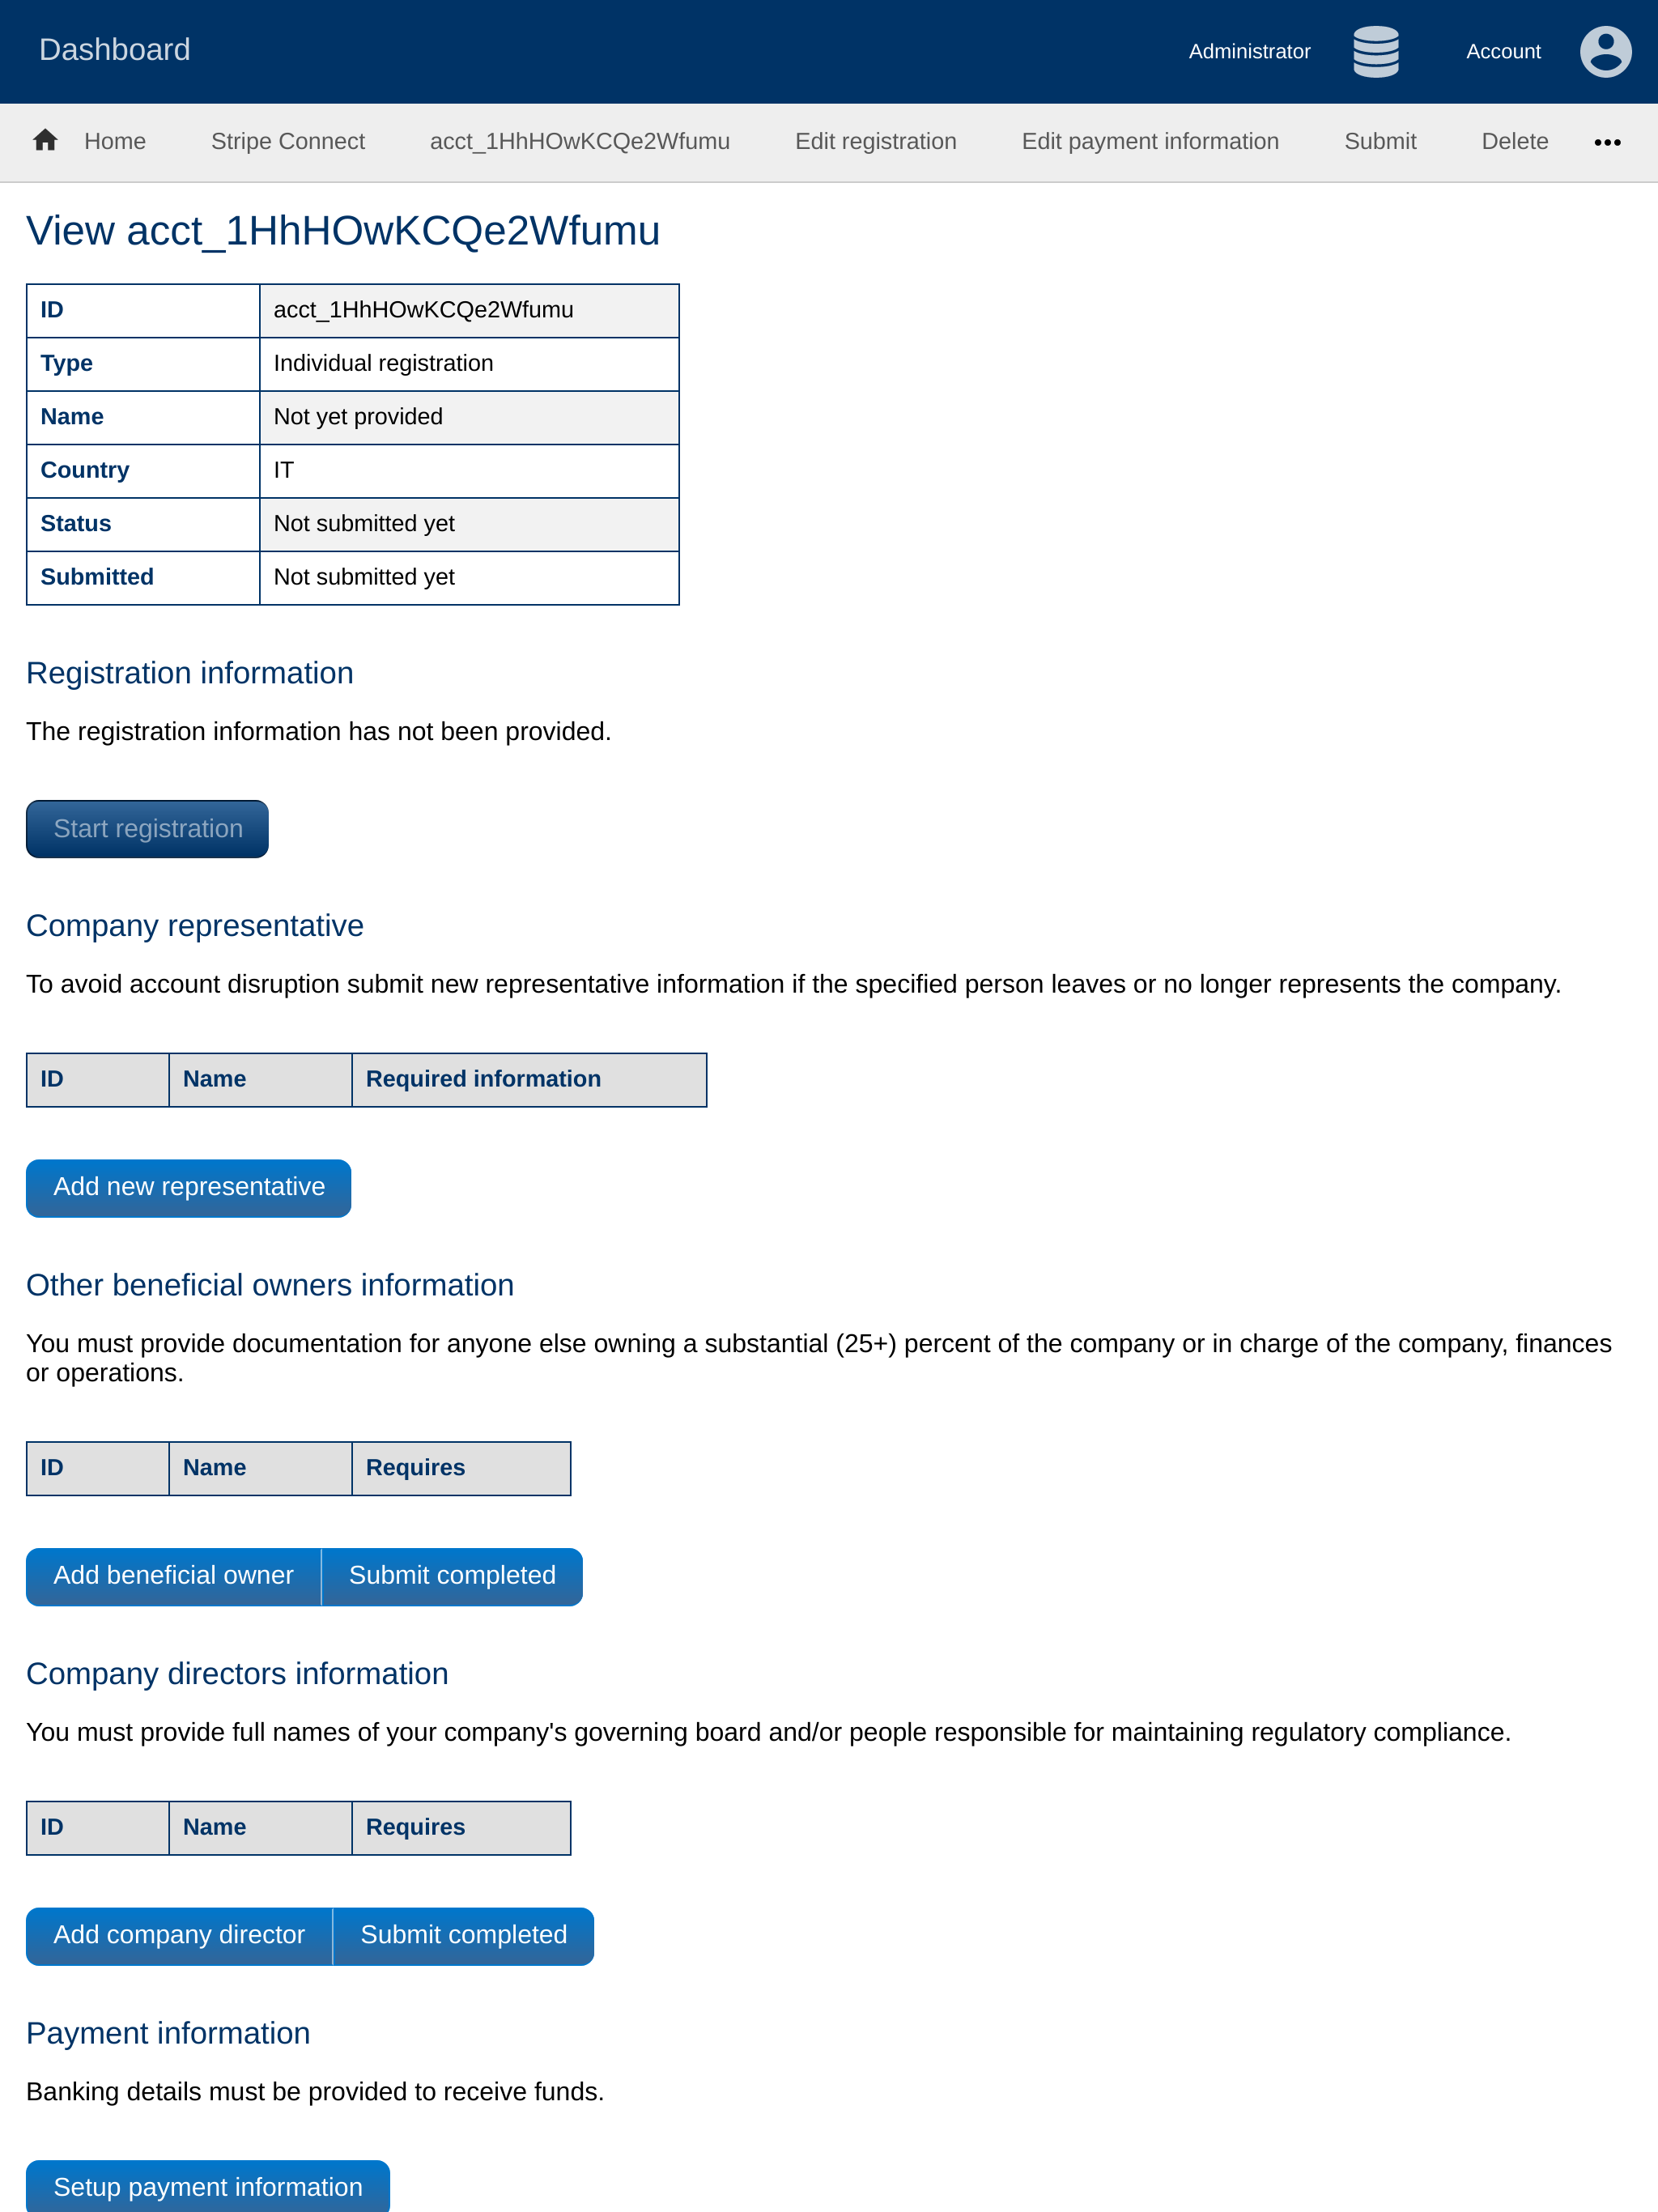 Dashboard
Administrator
Account
Home
Stripe Connect
acct_1HhHOwKCQe2Wfumu
Edit registration
Edit payment information
Submit
Delete
View acct_1HhHOwKCQe2Wfumu
ID acct_1HhHOwKCQe2Wfumu
Type Individual registration
Name Not yet provided
Country IT
Status Not submitted yet
Submitted Not submitted yet
Registration information
The registration information has not been provided.
Start registration
Company representative
To avoid account disruption submit new representative information if the specified person leaves or no longer represents the company.
ID Name Required information
Add new representative
Other beneficial owners information
You must provide documentation for anyone else owning a substantial (25+) percent of the company or in charge of the company, finances
or operations.
ID Name Requires
Add beneficial owner Submit completed
Company directors information
You must provide full names of your company's governing board and/or people responsible for maintaining regulatory compliance.
ID Name Requires
Add company director Submit completed
Payment information
Banking details must be provided to receive funds.
Setup payment information